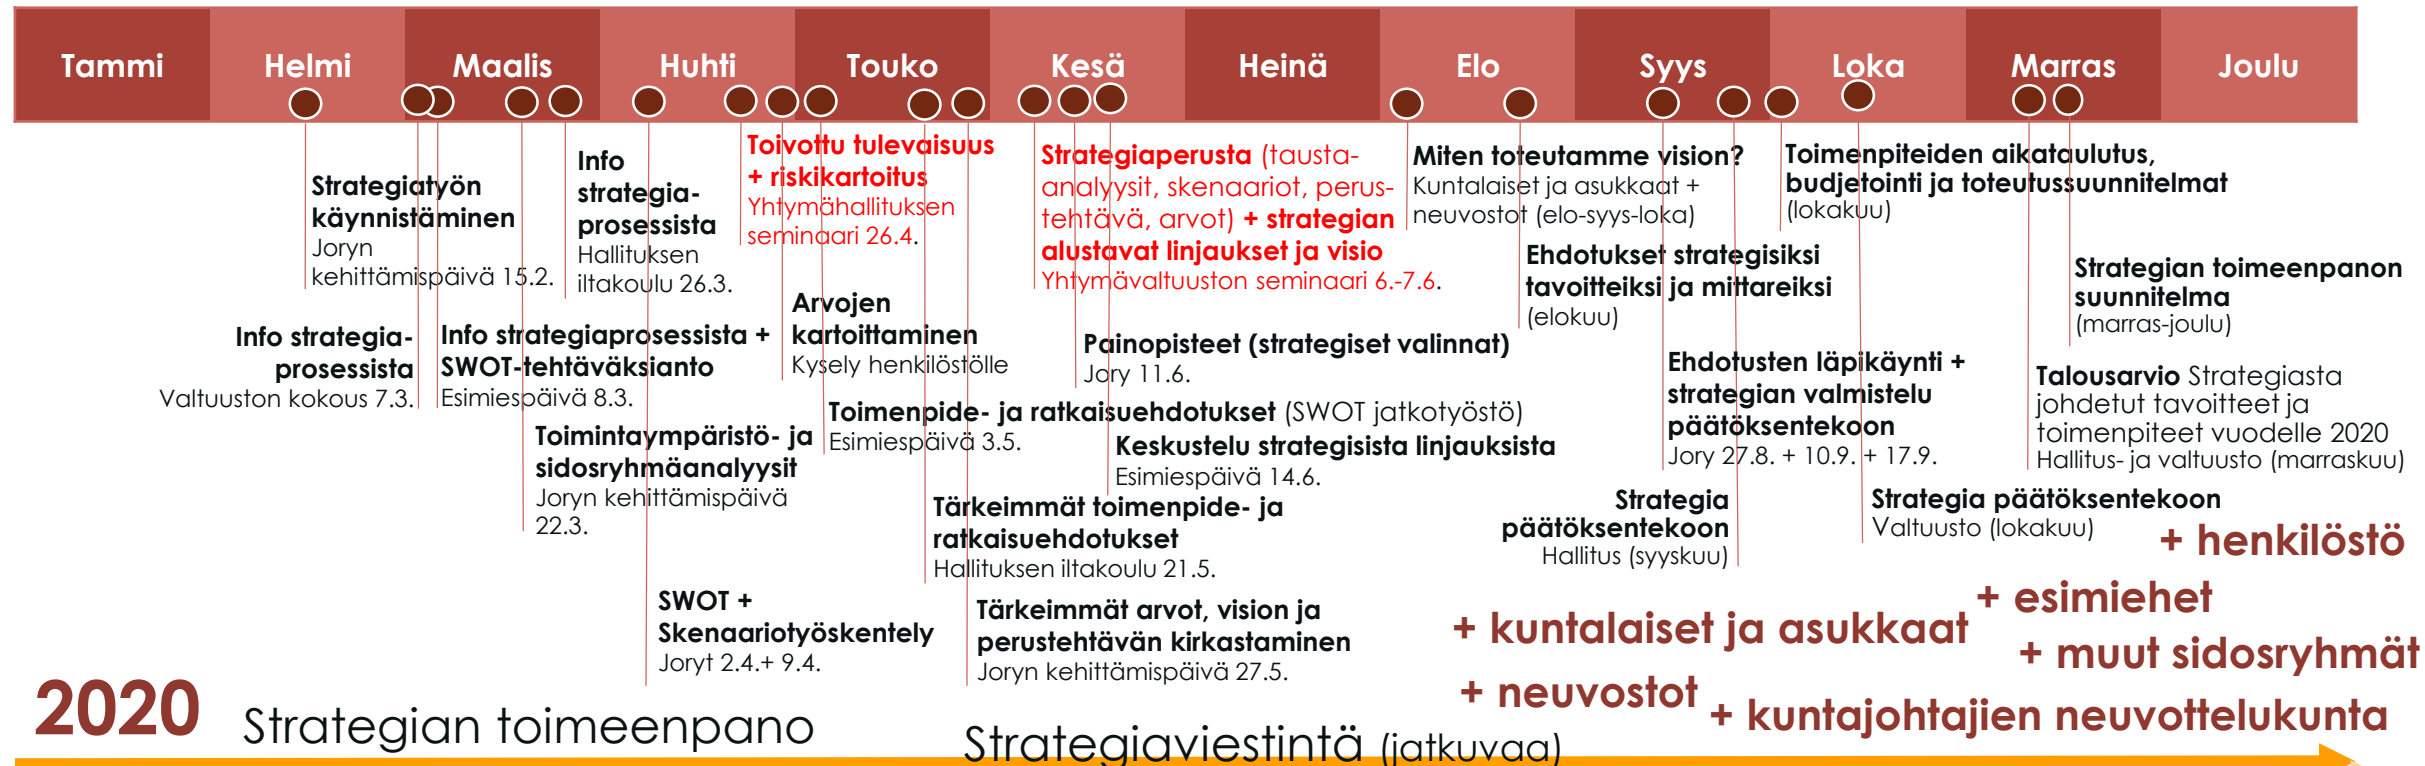 Tammi
Helmi
Maalis
Huhti
Touko
Kesä
Heinä
Elo
Syys
Loka
Marras
Joulu
Strategiatyön
käynnistäminen
Joryn
kehittämispäivä 15.2.
Info strategia-
prosessista
Valtuuston kokous 7.3.
Info strategiaprosessista +
SWOT-tehtäväksianto
Esimiespäivä 8.3.
Toimintaympäristö- ja
sidosryhmäanalyysit
Joryn kehittämispäivä
22.3.
Info
strategia-
prosessista
Hallituksen
iltakoulu 26.3.
SWOT +
Skenaariotyöskentely
Joryt 2.4.+ 9.4.
Toivottu tulevaisuus
+ riskikartoitus
Yhtymähallituksen
seminaari 26.4.
Arvojen
kartoittaminen
Kysely henkilöstölle
Toimenpide- ja ratkaisuehdotukset (SWOT jatkotyöstö)
Esimiespäivä 3.5.
Tärkeimmät toimenpide- ja
ratkaisuehdotukset
Hallituksen iltakoulu 21.5.
Tärkeimmät arvot, vision ja
perustehtävän kirkastaminen
Joryn kehittämispäivä 27.5.
Strategiaperusta (tausta-
analyysit, skenaariot, perus-
tehtävä, arvot) + strategian
alustavat linjaukset ja visio
Yhtymävaltuuston seminaari 6.-7.6.
Painopisteet (strategiset valinnat)
Jory 11.6.
Keskustelu strategisista linjauksista
Esimiespäivä 14.6.
Miten toteutamme vision?
Kuntalaiset ja asukkaat +
neuvostot (elo-syys-loka)
Ehdotukset strategisiksi
tavoitteiksi ja mittareiksi
(elokuu)
Ehdotusten läpikäynti +
strategian valmistelu
päätöksentekoon
Jory 27.8. + 10.9. + 17.9.
Strategia
päätöksentekoon
Hallitus (syyskuu)
Toimenpiteiden aikataulutus,
budjetointi ja toteutussuunnitelmat
(lokakuu)
Strategia päätöksentekoon
Valtuusto (lokakuu)
Strategian toimeenpanon
suunnitelma
(marras-joulu)
Talousarvio Strategiasta
johdetut tavoitteet ja
toimenpiteet vuodelle 2020
Hallitus- ja valtuusto (marraskuu)
+ henkilöstö
+ esimiehet
+ kuntalaiset ja asukkaat
+ muut sidosryhmät
+ neuvostot
+ kuntajohtajien neuvottelukunta
2020
Strategian toimeenpano
Strategiaviestintä (jatkuvaa)